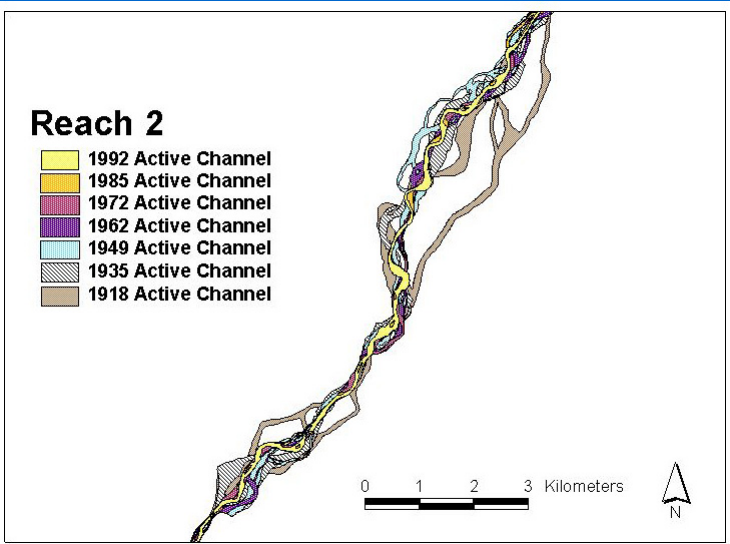 Reach 2
1992 Active Channel
1985 Active Channel
1972 Active Channel
1962 Active Channel
1949 Active Channel
1935 Active Channel
1918 Active Channel
0 1 2 3 Kilometers
N